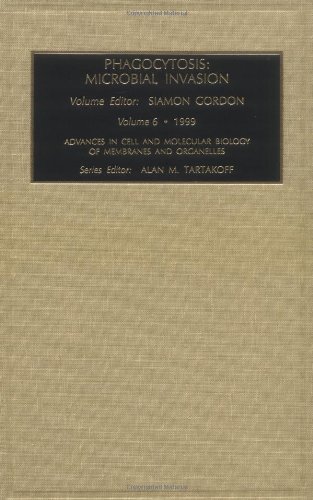 PHAGOCYTOSIS:
MICROBIAL INVASION
Volume Editor: SIAMON GORDON
Volume 6 • 1999
ADVANCES IN CELL AND MOLECULAR BIOLOGY
OF MEMBRANES AND ORGANELLES
Series Editor: ALAN M. TARTAKOFF